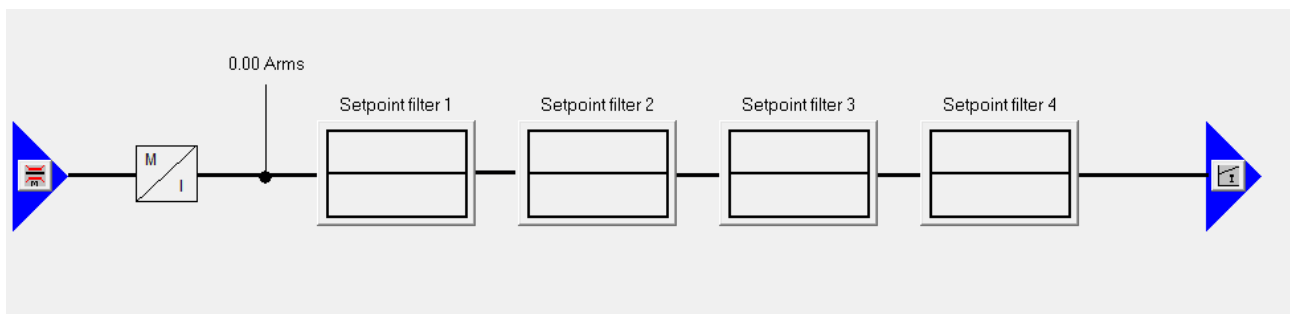 0.00 Arms
Setpoint filter 1
Setpoint filter 2
Setpoint filter 3
Setpoint filter 4
M
M
I
I